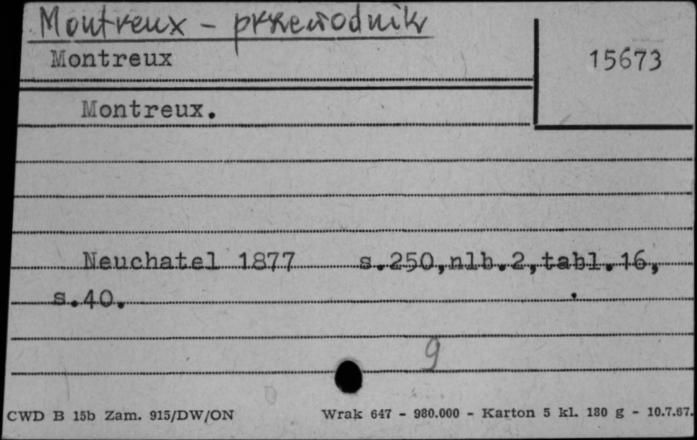 Montreux - przewodnik
Montreux
15673
Montreux.
Neuchatel 1877 s.250,nlb.2,tabl.16,
s.40.
9
CWD B 15b Zam. 915/DW/ON Wrak 647 - 980.000 - Karton 5 kl. 180 g - 10.7.67.